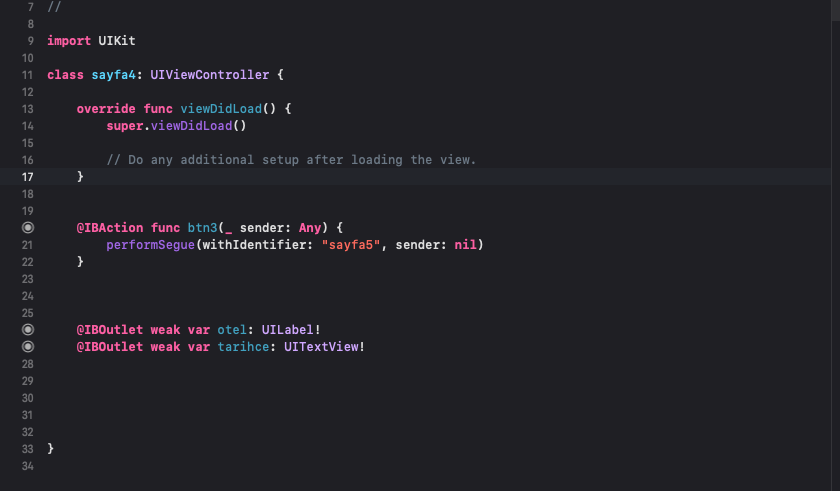 7 //
8
9 import UIKit
10
11 class sayfa4: UIViewController {
12
13     override func viewDidLoad() {
14         super.viewDidLoad()
15
16         // Do any additional setup after loading the view.
17     }
18
19
    @IBAction func btn3(_ sender: Any) {
21         performSegue(withIdentifier: "sayfa5", sender: nil)
22     }
23
24
25
    @IBOutlet weak var otel: UILabel!
    @IBOutlet weak var tarihce: UITextView!
28
29
30
31
32
33 }
34